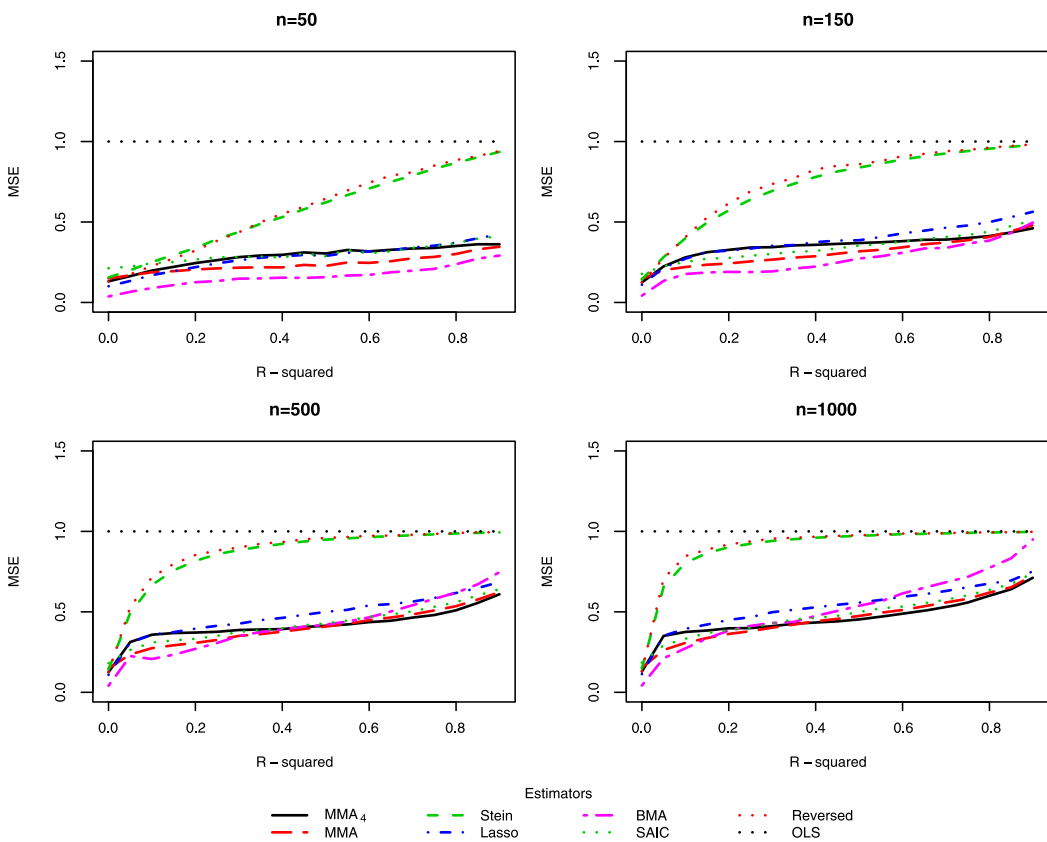 n=50
MSE
0.0 0.5 1.0 1.5
0.0 0.2 0.4 0.6 0.8
R − squared
n=150
MSE
0.0 0.5 1.0 1.5
0.0 0.2 0.4 0.6 0.8
R − squared
n=500
MSE
0.0 0.5 1.0 1.5
0.0 0.2 0.4 0.6 0.8
R − squared
n=1000
MSE
0.0 0.5 1.0 1.5
0.0 0.2 0.4 0.6 0.8
R − squared
Estimators
MMA 4 Stein BMA Reversed
MMA Lasso SAIC OLS